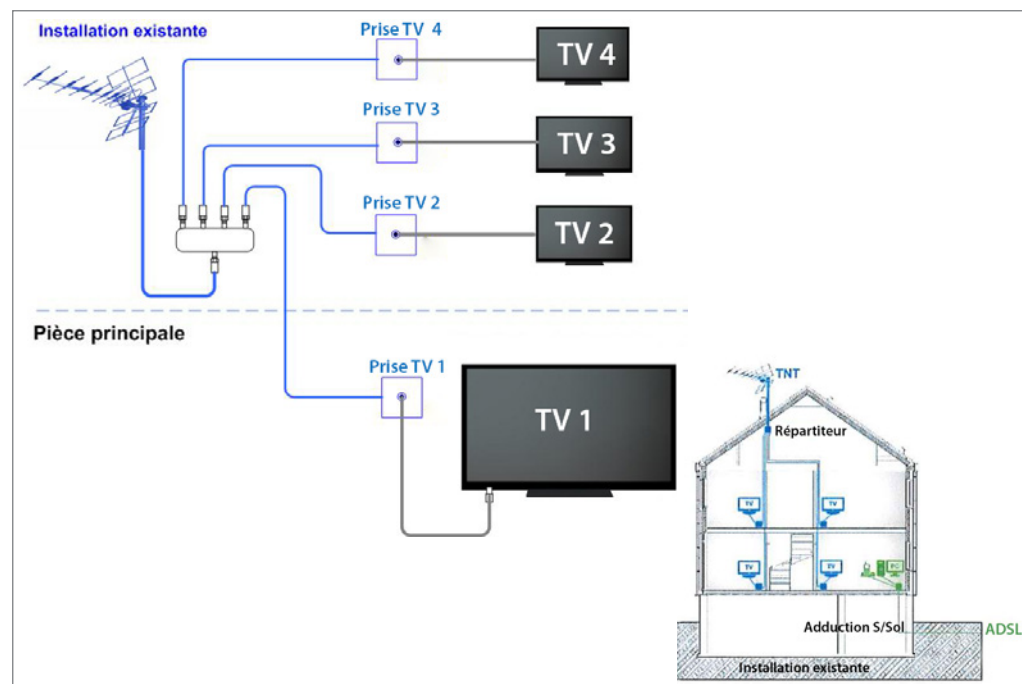 Installation existante
Prise TV 4
TV 4
Prise TV 3
TV 3
Prise TV 2
TV 2
Pièce principale
Prise TV 1
TV 1
TNT
Répartiteur
TV
TV
TV
TV
PC
Adduction S/Sol
ADSL
Installation existante